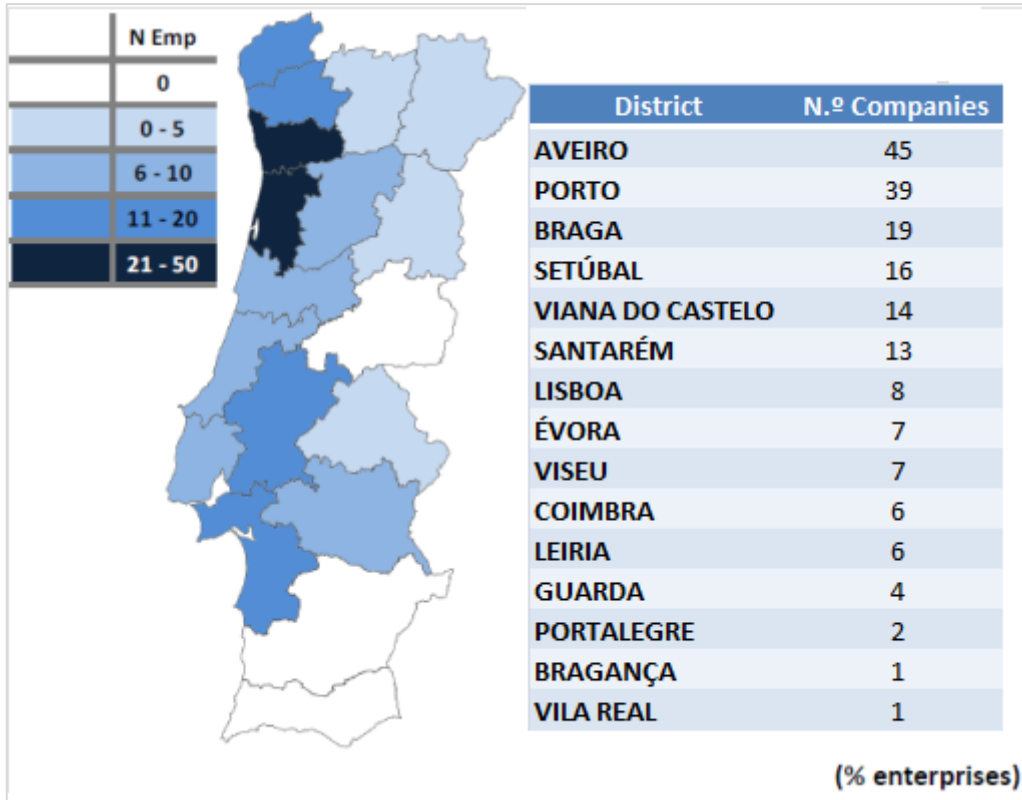 N Emp
0
0 - 5
6 - 10
11 - 20
21 - 50
District N.º Companies
AVEIRO 45
PORTO 39
BRAGA 19
SETÚBAL 16
VIANA DO CASTELO 14
SANTARÉM 13
LISBOA 8
ÉVORA 7
VISEU 7
COIMBRA 6
LEIRIA 6
GUARDA 4
PORTALEGRE 2
BRAGANÇA 1
VILA REAL 1
(% enterprises)